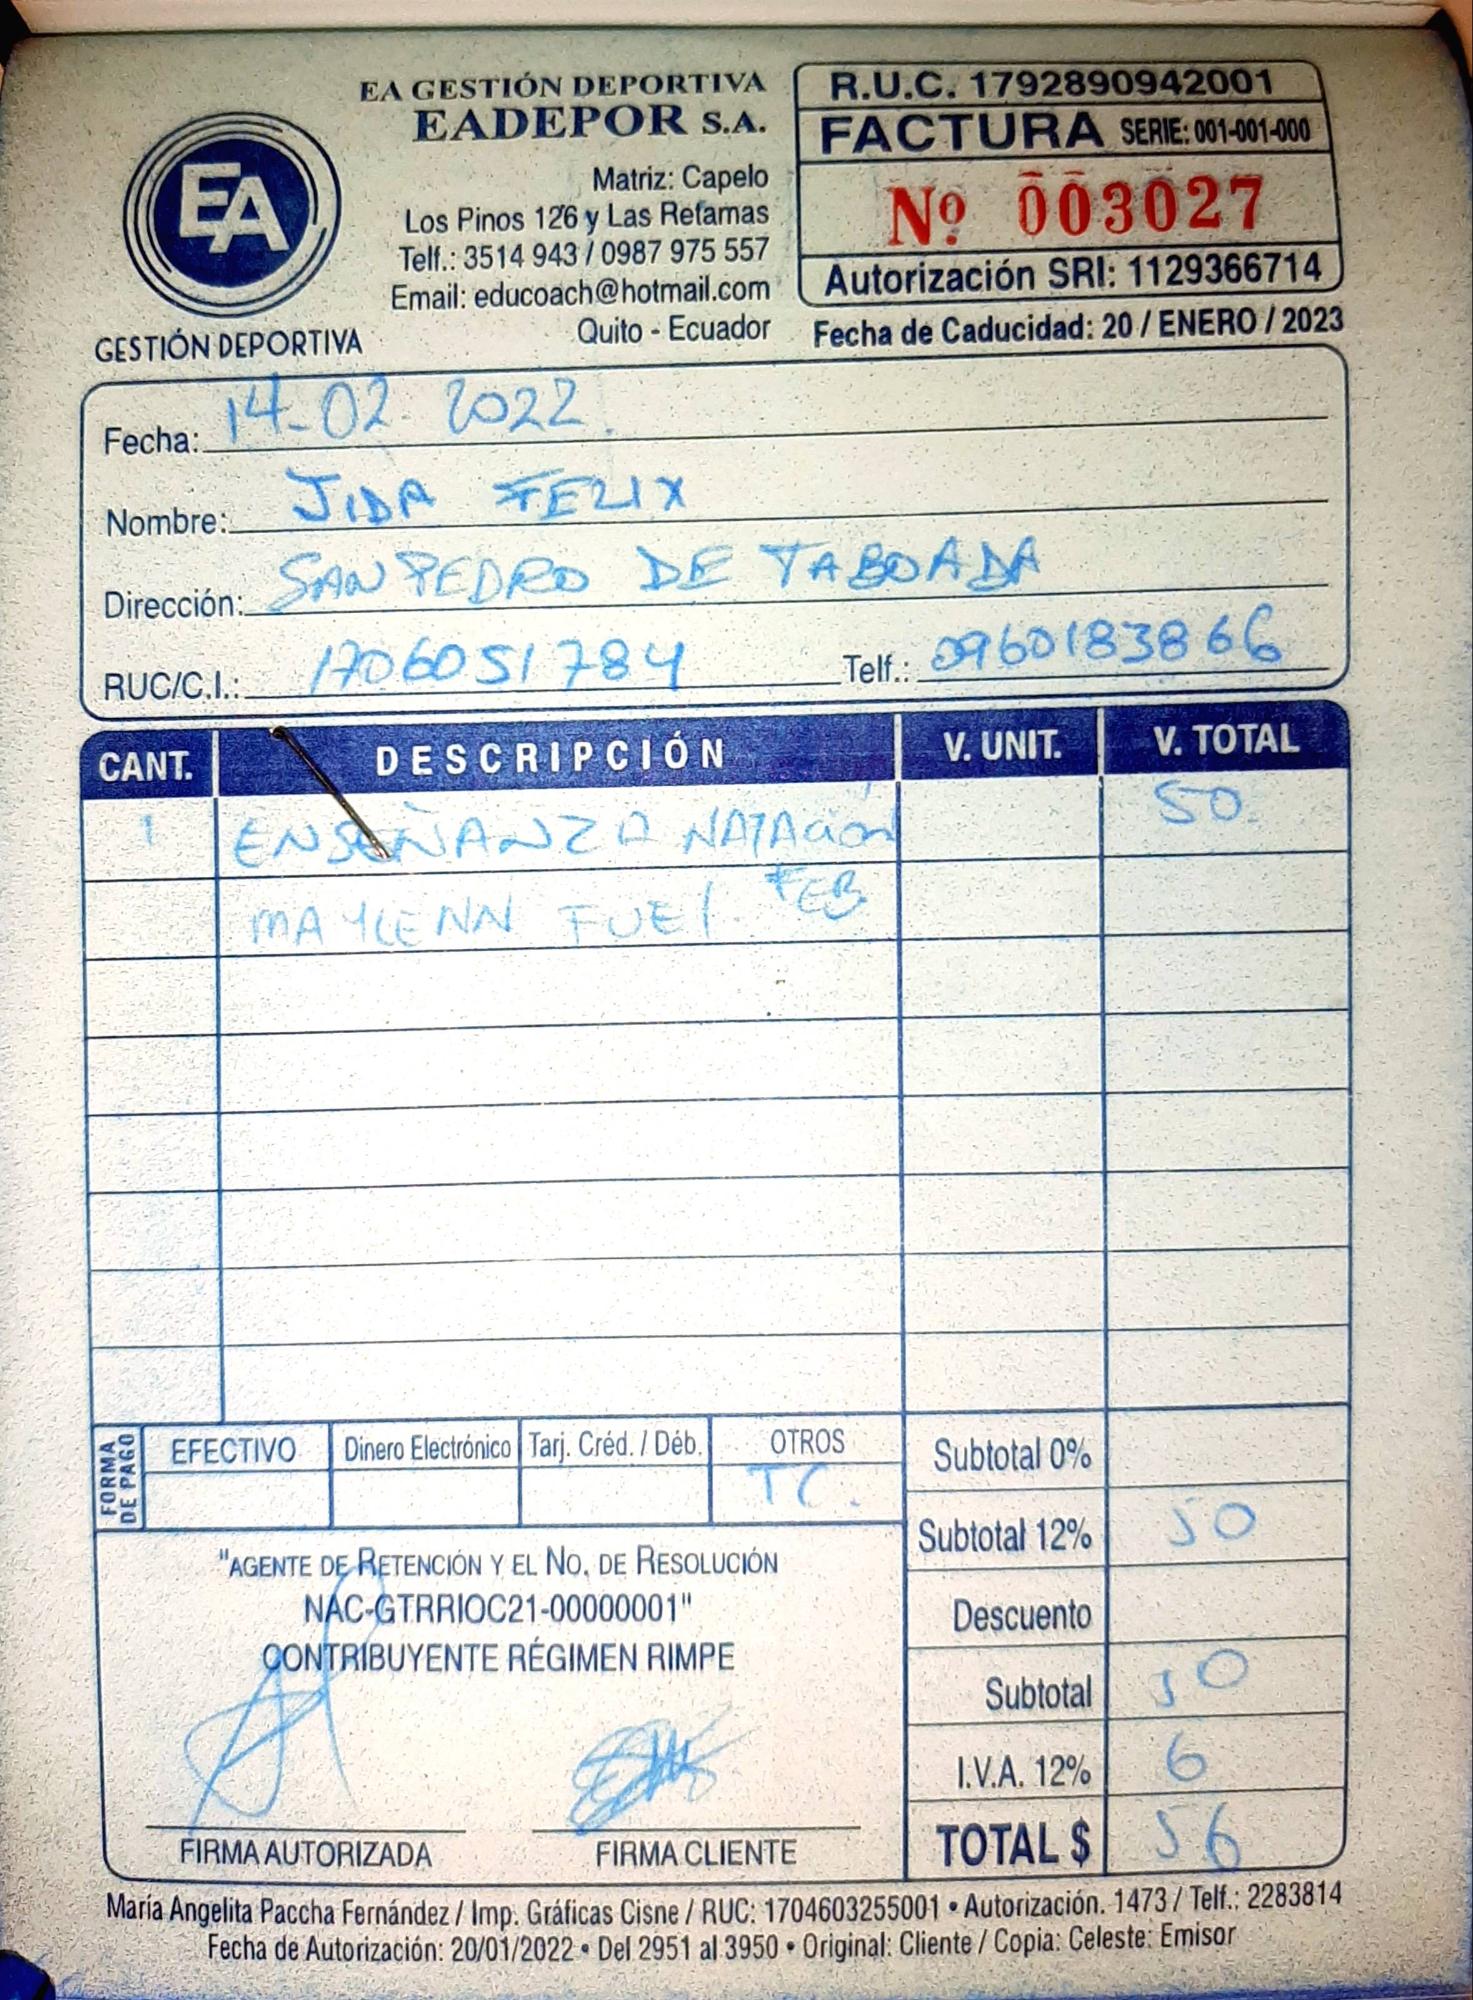 EA GESTIÓN DEPORTIVA
EADEPOR S.A.
EA
GESTIÓN DEPORTIVA
Matriz: Capelo
Los Pinos 126 y Las Retamas
Telf.: 3514 943 / 0987 975 557
Email: educoach@hotmail.com
Quito - Ecuador
R.U.C. 1792890942001
FACTURA SERIE: 001-001-000
Nº 003027
Autorización SRI: 1129366714
Fecha de Caducidad: 20 / ENERO / 2023
Fecha: 14-02-2022.
Nombre: JIDA FELIX
Dirección: SAN PEDRO DE TABOADA
RUC/C.I.: 1706051784 Telf.: 0960183866
CANT. DESCRIPCIÓN V. UNIT. V. TOTAL
1 ENSEÑANZA NATACIÓN 50.
FUEL FEB
FORMA DE PAGO
EFECTIVO Dinero Electrónico Tarj. Créd. / Déb. OTROS
TC.
Subtotal 0%
Subtotal 12% 50
Descuento
Subtotal 50
I.V.A. 12% 6
TOTAL $ 56
"AGENTE DE RETENCIÓN Y EL NO. DE RESOLUCIÓN
NAC-GTRRIOC21-00000001"
CONTRIBUYENTE RÉGIMEN RIMPE
FIRMA AUTORIZADA FIRMA CLIENTE
María Angelita Paccha Fernández / Imp. Gráficas Cisne / RUC: 1704603255001 • Autorización. 1473 / Telf.: 2283814
Fecha de Autorización: 20/01/2022 • Del 2951 al 3950 • Original: Cliente / Copia: Celeste: Emisor